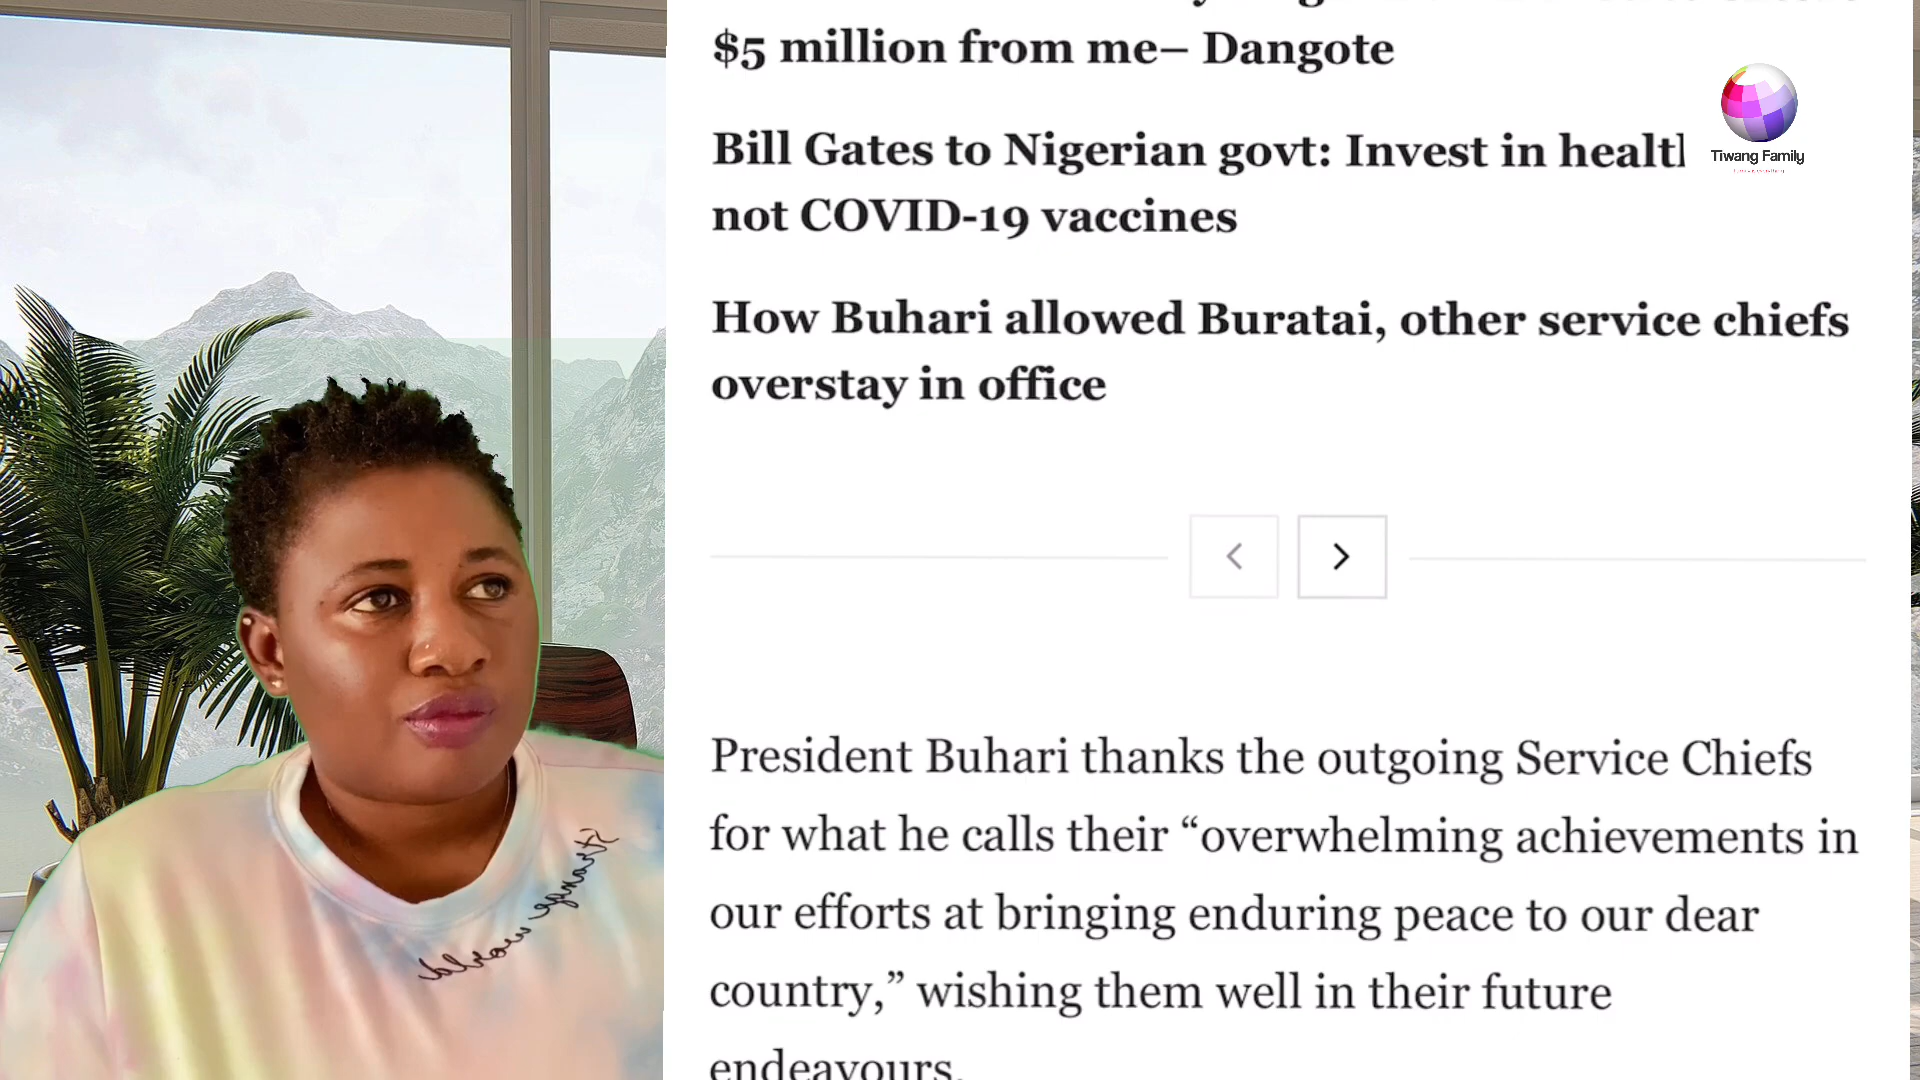 $5 million from me– Dangote
Bill Gates to Nigerian govt: Invest in healtl
not COVID-19 vaccines
How Buhari allowed Buratai, other service chiefs
overstay in office
President Buhari thanks the outgoing Service Chiefs
for what he calls their “overwhelming achievements in
our efforts at bringing enduring peace to our dear
country,” wishing them well in their future
endeavours.
Tiwang Family